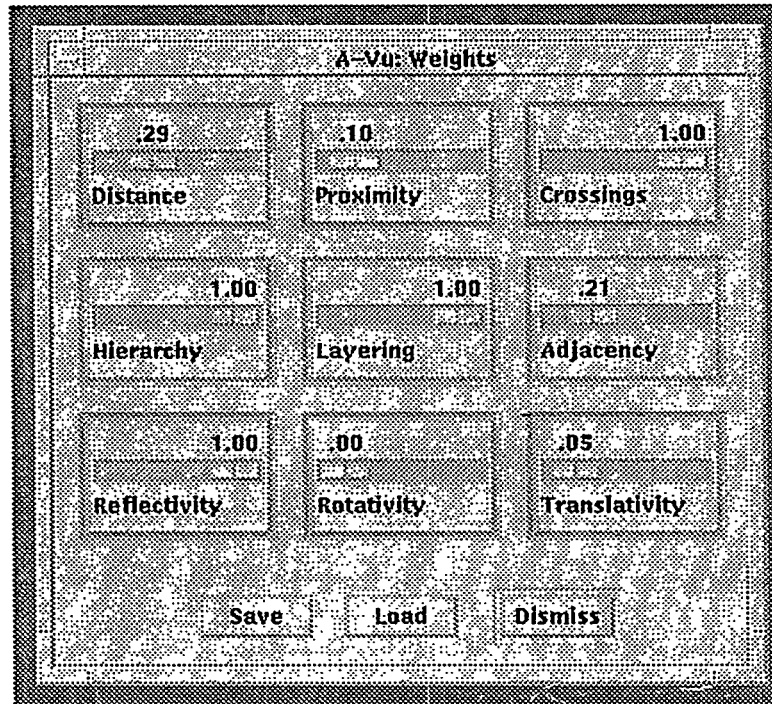 A-Vu: Weights
.29 .10 1.00
Distance Proximity Crossings
1.00 1.00 .21
Hierarchy Layering Adjacency
1.00 .00 .05
Reflectivity Rotativity Translativity
Save Load Dismiss